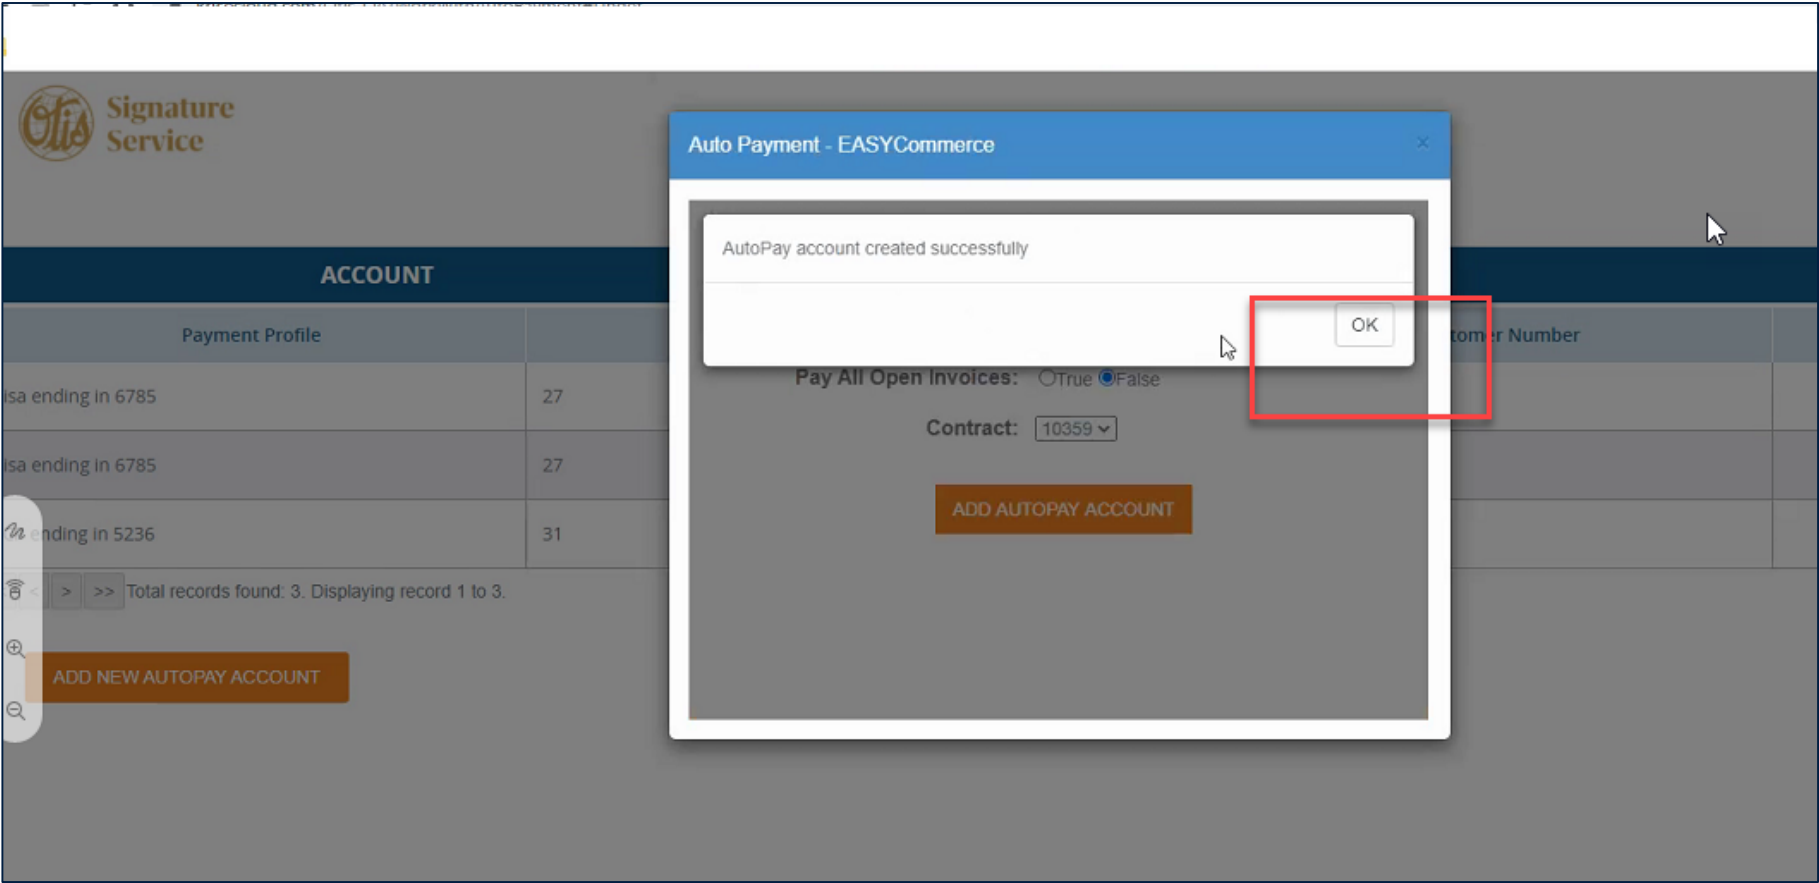 Otis
Signature
Service
Auto Payment - EASYCommerce
×
AutoPay account created successfully
OK
ACCOUNT
Payment Profile
tomer Number
isa ending in 6785
27
isa ending in 6785
27
ending in 5236
31
Pay All Open Invoices: True False
Contract: 10359
ADD AUTOPAY ACCOUNT
< > >> Total records found: 3. Displaying record 1 to 3.
ADD NEW AUTOPAY ACCOUNT